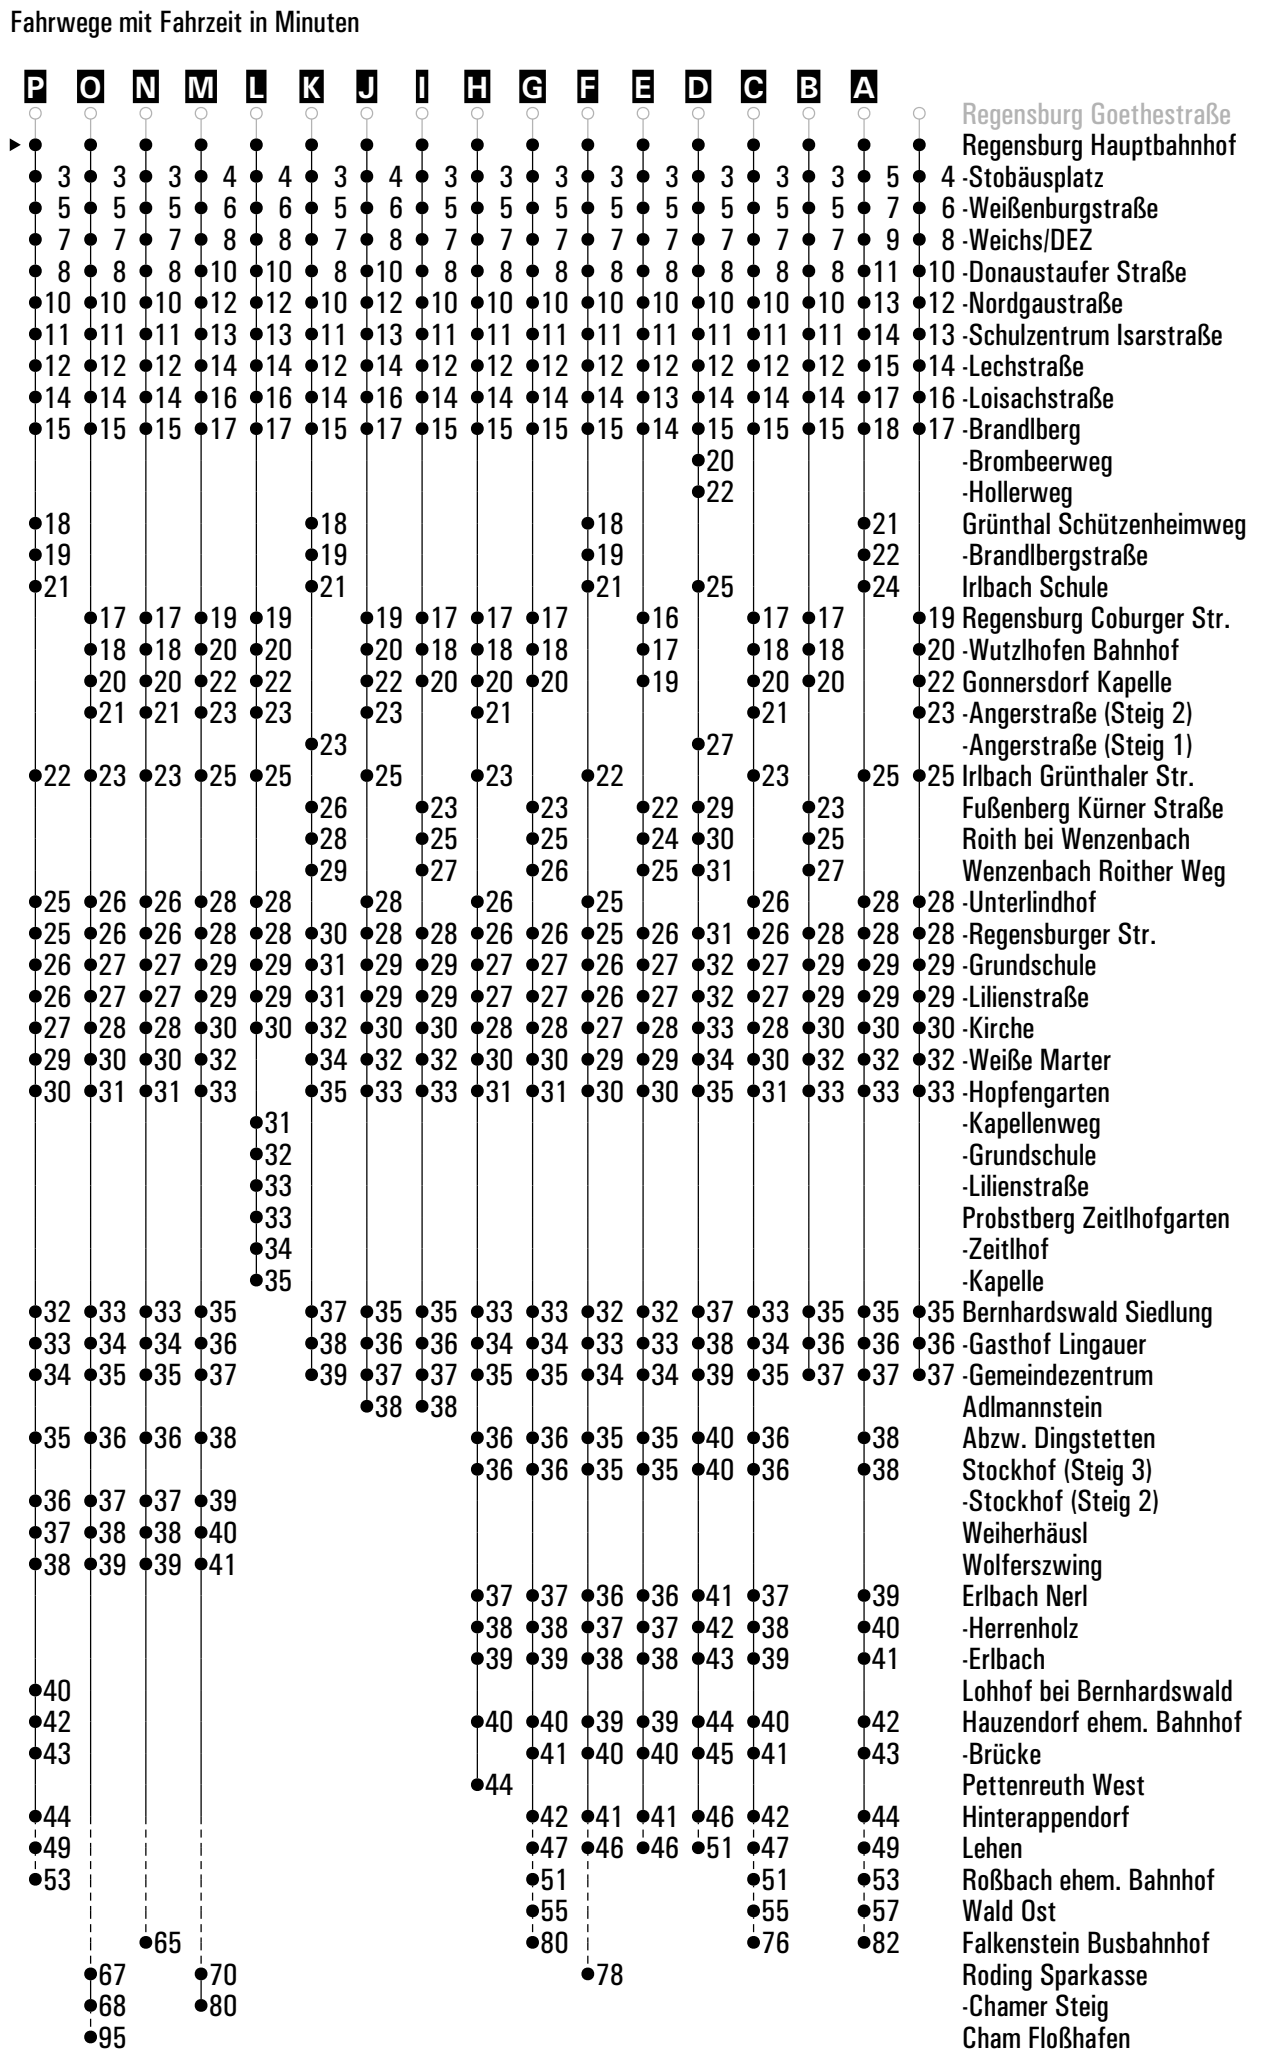 Fahrwege mit Fahrzeit in Minuten
P O N M L K J I H G F E D C B A
Regensburg Goethestraße
Regensburg Hauptbahnhof
3 3 3 4 4 3 4 3 3 3 3 3 3 3 3 5 4 -Stobäusplatz
5 5 5 6 6 5 6 5 5 5 5 5 5 5 5 7 6 -Weißenburgstraße
7 7 7 8 8 7 8 7 7 7 7 7 7 7 7 9 8 -Weichs/DEZ
8 8 8 10 10 8 10 8 8 8 8 8 8 8 8 11 10 -Donaustaufer Straße
10 10 10 12 12 10 12 10 10 10 10 10 10 10 10 13 12 -Nordgaustraße
11 11 11 13 13 11 13 11 11 11 11 11 11 11 11 14 13 -Schulzentrum Isarstraße
12 12 12 14 14 12 14 12 12 12 12 12 12 12 12 15 14 -Lechstraße
14 14 14 16 16 14 16 14 14 14 14 13 14 14 14 17 16 -Loisachstraße
15 15 15 17 17 15 17 15 15 15 15 14 15 15 15 18 17 -Brandlberg
20 -Brombeerweg
22 -Hollerweg
18 18 18 21 Grünthal Schützenheimweg
19 19 19 22 -Brandlbergstraße
21 21 21 25 24 Irlbach Schule
17 17 19 19 19 17 17 17 16 17 17 19 Regensburg Coburger Str.
18 18 20 20 20 18 18 18 17 18 18 20 -Wutzlhofen Bahnhof
20 20 22 22 22 20 20 20 19 20 20 22 Gonnersdorf Kapelle
21 21 23 23 23 21 21 23 -Angerstraße (Steig 2)
23 27 -Angerstraße (Steig 1)
22 23 23 25 25 25 23 22 23 25 25 Irlbach Grünthaler Str.
26 23 23 22 29 23 Fußenberg Kürner Straße
28 25 25 24 30 25 Roith bei Wenzenbach
29 27 26 25 31 27 Wenzenbach Roither Weg
25 26 26 28 28 28 26 25 26 28 28 -Unterlindhof
25 26 26 28 28 30 28 28 26 26 25 26 31 26 28 28 28 -Regensburger Str.
26 27 27 29 29 31 29 29 27 27 26 27 32 27 29 29 29 -Grundschule
26 27 27 29 29 31 29 29 27 27 26 27 32 27 29 29 29 -Lilienstraße
27 28 28 30 30 32 30 30 28 28 27 28 33 28 30 30 30 -Kirche
29 30 30 32 34 32 32 30 30 29 29 34 30 32 32 32 -Weiße Marter
30 31 31 33 35 33 33 31 31 30 30 35 31 33 33 33 -Hopfengarten
31 -Kapellenweg
32 -Grundschule
33 -Lilienstraße
33 Probstberg Zeitlhofgarten
34 -Zeitlhof
35 -Kapelle
32 33 33 35 37 35 35 33 33 32 32 37 33 35 35 35 Bernhardswald Siedlung
33 34 34 36 38 36 36 34 34 33 33 38 34 36 36 36 -Gasthof Lingauer
34 35 35 37 39 37 37 35 35 34 34 39 35 37 37 37 -Gemeindezentrum
38 38 Adlmannstein
35 36 36 38 36 36 35 35 40 36 38 Abzw. Dingstetten
36 36 35 35 40 36 38 Stockhof (Steig 3)
36 37 37 39 -Stockhof (Steig 2)
37 38 38 40 Weiherhäusl
38 39 39 41 Wolferszwing
37 37 36 36 41 37 39 Erlbach Nerl
38 38 37 37 42 38 40 -Herrenholz
39 39 38 38 43 39 41 -Erlbach
40 Lohhof bei Bernhardswald
42 40 40 39 39 44 40 42 Hauzendorf ehem. Bahnhof
43 41 40 40 45 41 43 -Brücke
44 Pettenreuth West
44 42 41 41 46 42 44 Hinterappendorf
49 47 46 46 51 47 49 Lehen
53 51 51 53 Roßbach ehem. Bahnhof
55 55 57 Wald Ost
65 80 76 82 Falkenstein Busbahnhof
67 70 78 Roding Sparkasse
68 80 -Chamer Steig
95 Cham Floßhafen